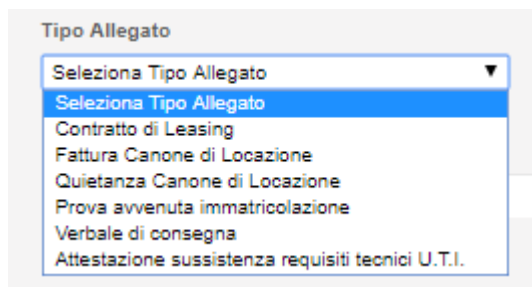 Tipo Allegato
Seleziona Tipo Allegato
Seleziona Tipo Allegato
Contratto di Leasing
Fattura Canone di Locazione
Quietanza Canone di Locazione
Prova avvenuta immatricolazione
Verbale di consegna
Attestazione sussistenza requisiti tecnici U.T.I.